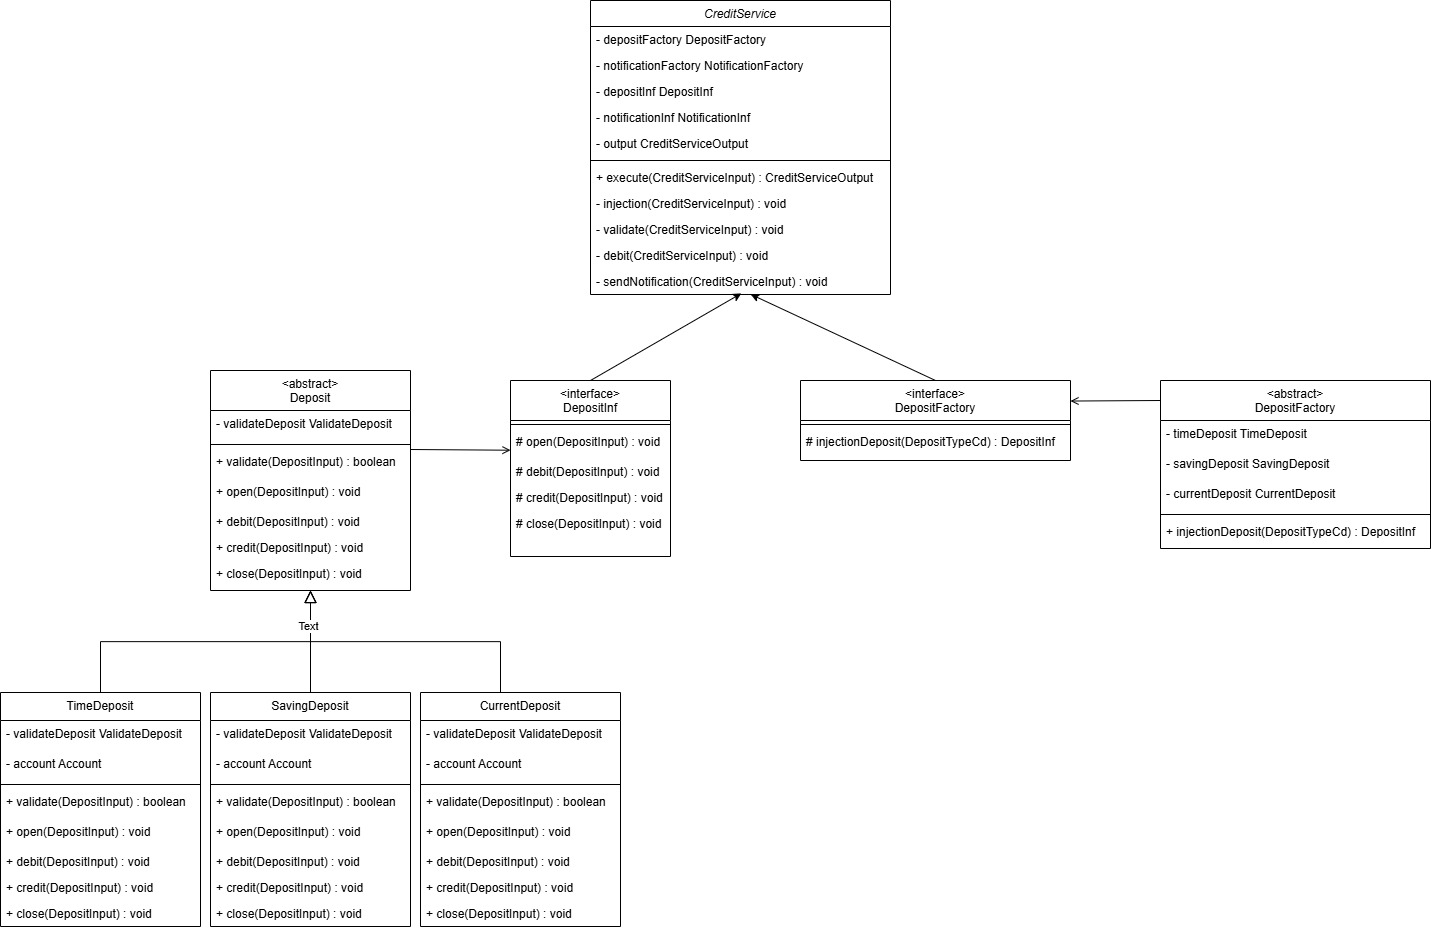 CreditService
- depositFactory DepositFactory
- notificationFactory NotificationFactory
- depositInf DepositInf
- notificationInf NotificationInf
- output CreditServiceOutput
+ execute(CreditServiceInput) : CreditServiceOutput
- injection(CreditServiceInput) : void
- validate(CreditServiceInput) : void
- debit(CreditServiceInput) : void
- sendNotification(CreditServiceInput) : void
<abstract>
Deposit
- validateDeposit ValidateDeposit
+ validate(DepositInput) : boolean
+ open(DepositInput) : void
+ debit(DepositInput) : void
+ credit(DepositInput) : void
+ close(DepositInput) : void
<interface>
DepositInf
# open(DepositInput) : void
# debit(DepositInput) : void
# credit(DepositInput) : void
# close(DepositInput) : void
<interface>
DepositFactory
# injectionDeposit(DepositTypeCd) : DepositInf
<abstract>
DepositFactory
- timeDeposit TimeDeposit
- savingDeposit SavingDeposit
- currentDeposit CurrentDeposit
+ injectionDeposit(DepositTypeCd) : DepositInf
Text
TimeDeposit
- validateDeposit ValidateDeposit
- account Account
+ validate(DepositInput) : boolean
+ open(DepositInput) : void
+ debit(DepositInput) : void
+ credit(DepositInput) : void
+ close(DepositInput) : void
SavingDeposit
- validateDeposit ValidateDeposit
- account Account
+ validate(DepositInput) : boolean
+ open(DepositInput) : void
+ debit(DepositInput) : void
+ credit(DepositInput) : void
+ close(DepositInput) : void
CurrentDeposit
- validateDeposit ValidateDeposit
- account Account
+ validate(DepositInput) : boolean
+ open(DepositInput) : void
+ debit(DepositInput) : void
+ credit(DepositInput) : void
+ close(DepositInput) : void